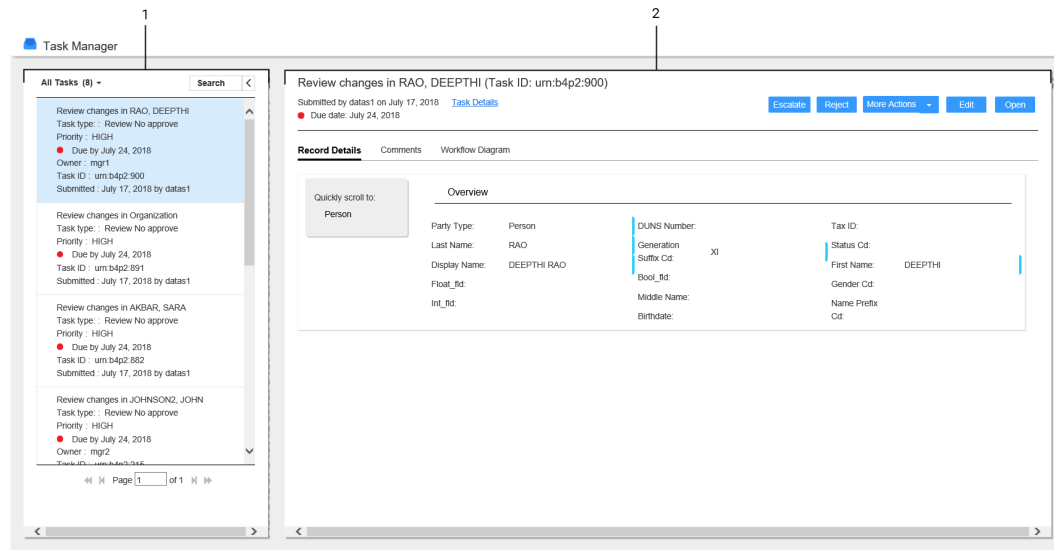 1
2
Task Manager
All Tasks (8)
Search
Review changes in RAO, DEEPTHI
Task type: : Review No approve
Priority : HIGH
Due by July 24, 2018
Owner : mgr1
Task ID : urn:b4p2:900
Submitted : July 17, 2018 by datas1
Review changes in Organization
Task type: : Review No approve
Priority : HIGH
Due by July 24, 2018
Task ID : urn:b4p2:891
Submitted : July 17, 2018 by datas1
Review changes in AKBAR, SARA
Task type: : Review No approve
Priority : HIGH
Due by July 24, 2018
Task ID : urn:b4p2:882
Submitted : July 17, 2018 by datas1
Review changes in JOHNSON2, JOHN
Task type: : Review No approve
Priority : HIGH
Due by July 24, 2018
Owner : mgr2
Task ID : urn:b4p2:215
Page 1 of 1
Review changes in RAO, DEEPTHI (Task ID: urn:b4p2:900)
Submitted by datas1 on July 17, 2018 Task Details
Due date: July 24, 2018
Escalate Reject More Actions Edit Open
Record Details Comments Workflow Diagram
Quickly scroll to:
Person
Overview
Party Type: Person
Last Name: RAO
Display Name: DEEPTHI RAO
Float_fld:
Int_fld:
DUNS Number:
Generation
Suffix Cd: XI
Bool_fld:
Middle Name:
Birthdate:
Tax ID:
Status Cd:
First Name: DEEPTHI
Gender Cd:
Name Prefix
Cd: